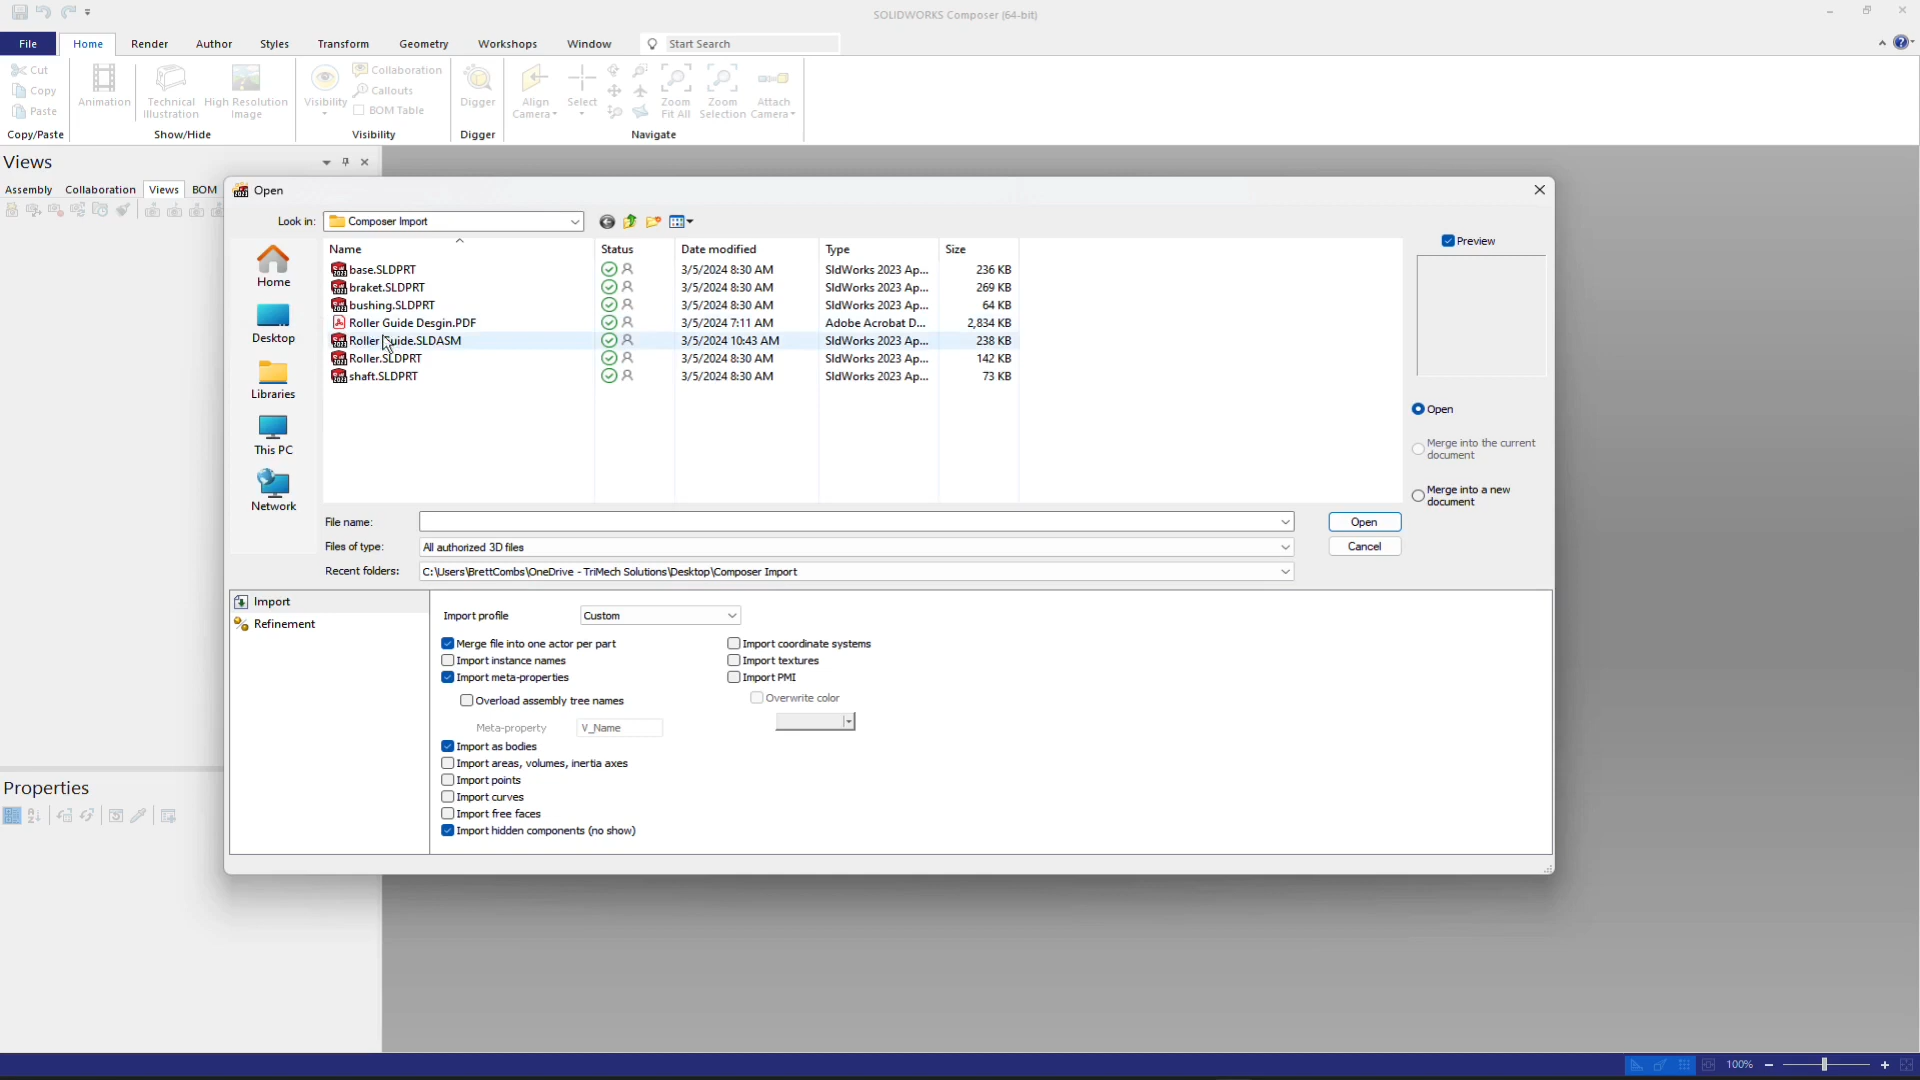 SOLIDWORKS Composer (64-bit)
File Home Render Author Styles Transform Geometry Workshops Window Start Search
Cut
Copy
Paste
Copy/Paste
Animation
Technical Illustration
High Resolution Image
Show/Hide
Visibility
Collaboration
Callouts
BOM Table
Visibility
Digger
Digger
Align Camera
Select
Zoom Fit All
Zoom Selection
Attach Camera
Navigate
Views
Assembly Collaboration Views BOM
Open
Look in: Composer Import
Name Status Date modified Type Size
base.SLDPRT 3/5/2024 8:30 AM SldWorks 2023 Ap... 236 KB
braket.SLDPRT 3/5/2024 8:30 AM SldWorks 2023 Ap... 269 KB
bushing.SLDPRT 3/5/2024 8:30 AM SldWorks 2023 Ap... 64 KB
Roller Guide Desgin.PDF 3/5/2024 7:11 AM Adobe Acrobat D... 2,834 KB
Roller Guide.SLDASM 3/5/2024 10:43 AM SldWorks 2023 Ap... 238 KB
Roller.SLDPRT 3/5/2024 8:30 AM SldWorks 2023 Ap... 142 KB
shaft.SLDPRT 3/5/2024 8:30 AM SldWorks 2023 Ap... 73 KB
Home
Desktop
Libraries
This PC
Network
Preview
Open
Merge into the current
document
Merge into a new
document
File name: Open
Files of type: All authorized 3D files Cancel
Recent folders: C:\Users\BrettCombs\OneDrive - TriMech Solutions\Desktop\Composer Import
Import
Refinement
Import profile Custom
Merge file into one actor per part
Import instance names
Import meta-properties
Overload assembly tree names
Meta-property V_Name
Import as bodies
Import areas, volumes, inertia axes
Import points
Import curves
Import free faces
Import hidden components (no show)
Import coordinate systems
Import textures
Import PMI
Overwrite color
Properties
100%